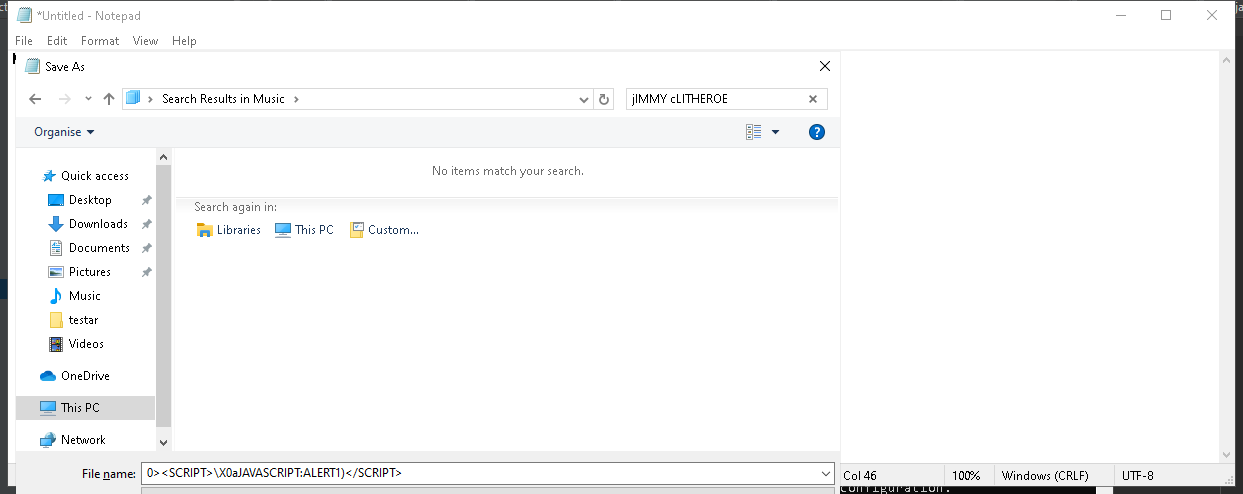 *Untitled - Notepad
File Edit Format View Help
Save As
Search Results in Music
jIMMY cLITHEROE
Organise
No items match your search.
Search again in:
Libraries This PC Custom...
Quick access
Desktop
Downloads
Documents
Pictures
Music
testar
Videos
OneDrive
This PC
Network
File name: 0><SCRIPT>\X0aJAVASCRIPT:ALERT1)</SCRIPT>
Col 46 100% Windows (CRLF) UTF-8
configuration.